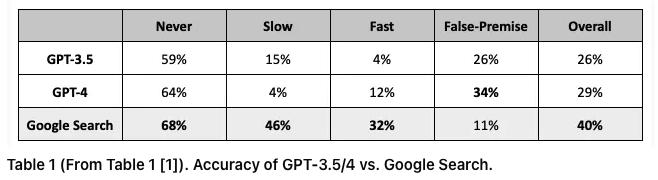 Never Slow Fast False-Premise Overall
GPT-3.5 59% 15% 4% 26% 26%
GPT-4 64% 4% 12% 34% 29%
Google Search 68% 46% 32% 11% 40%
Table 1 (From Table 1 [1]). Accuracy of GPT-3.5/4 vs. Google Search.